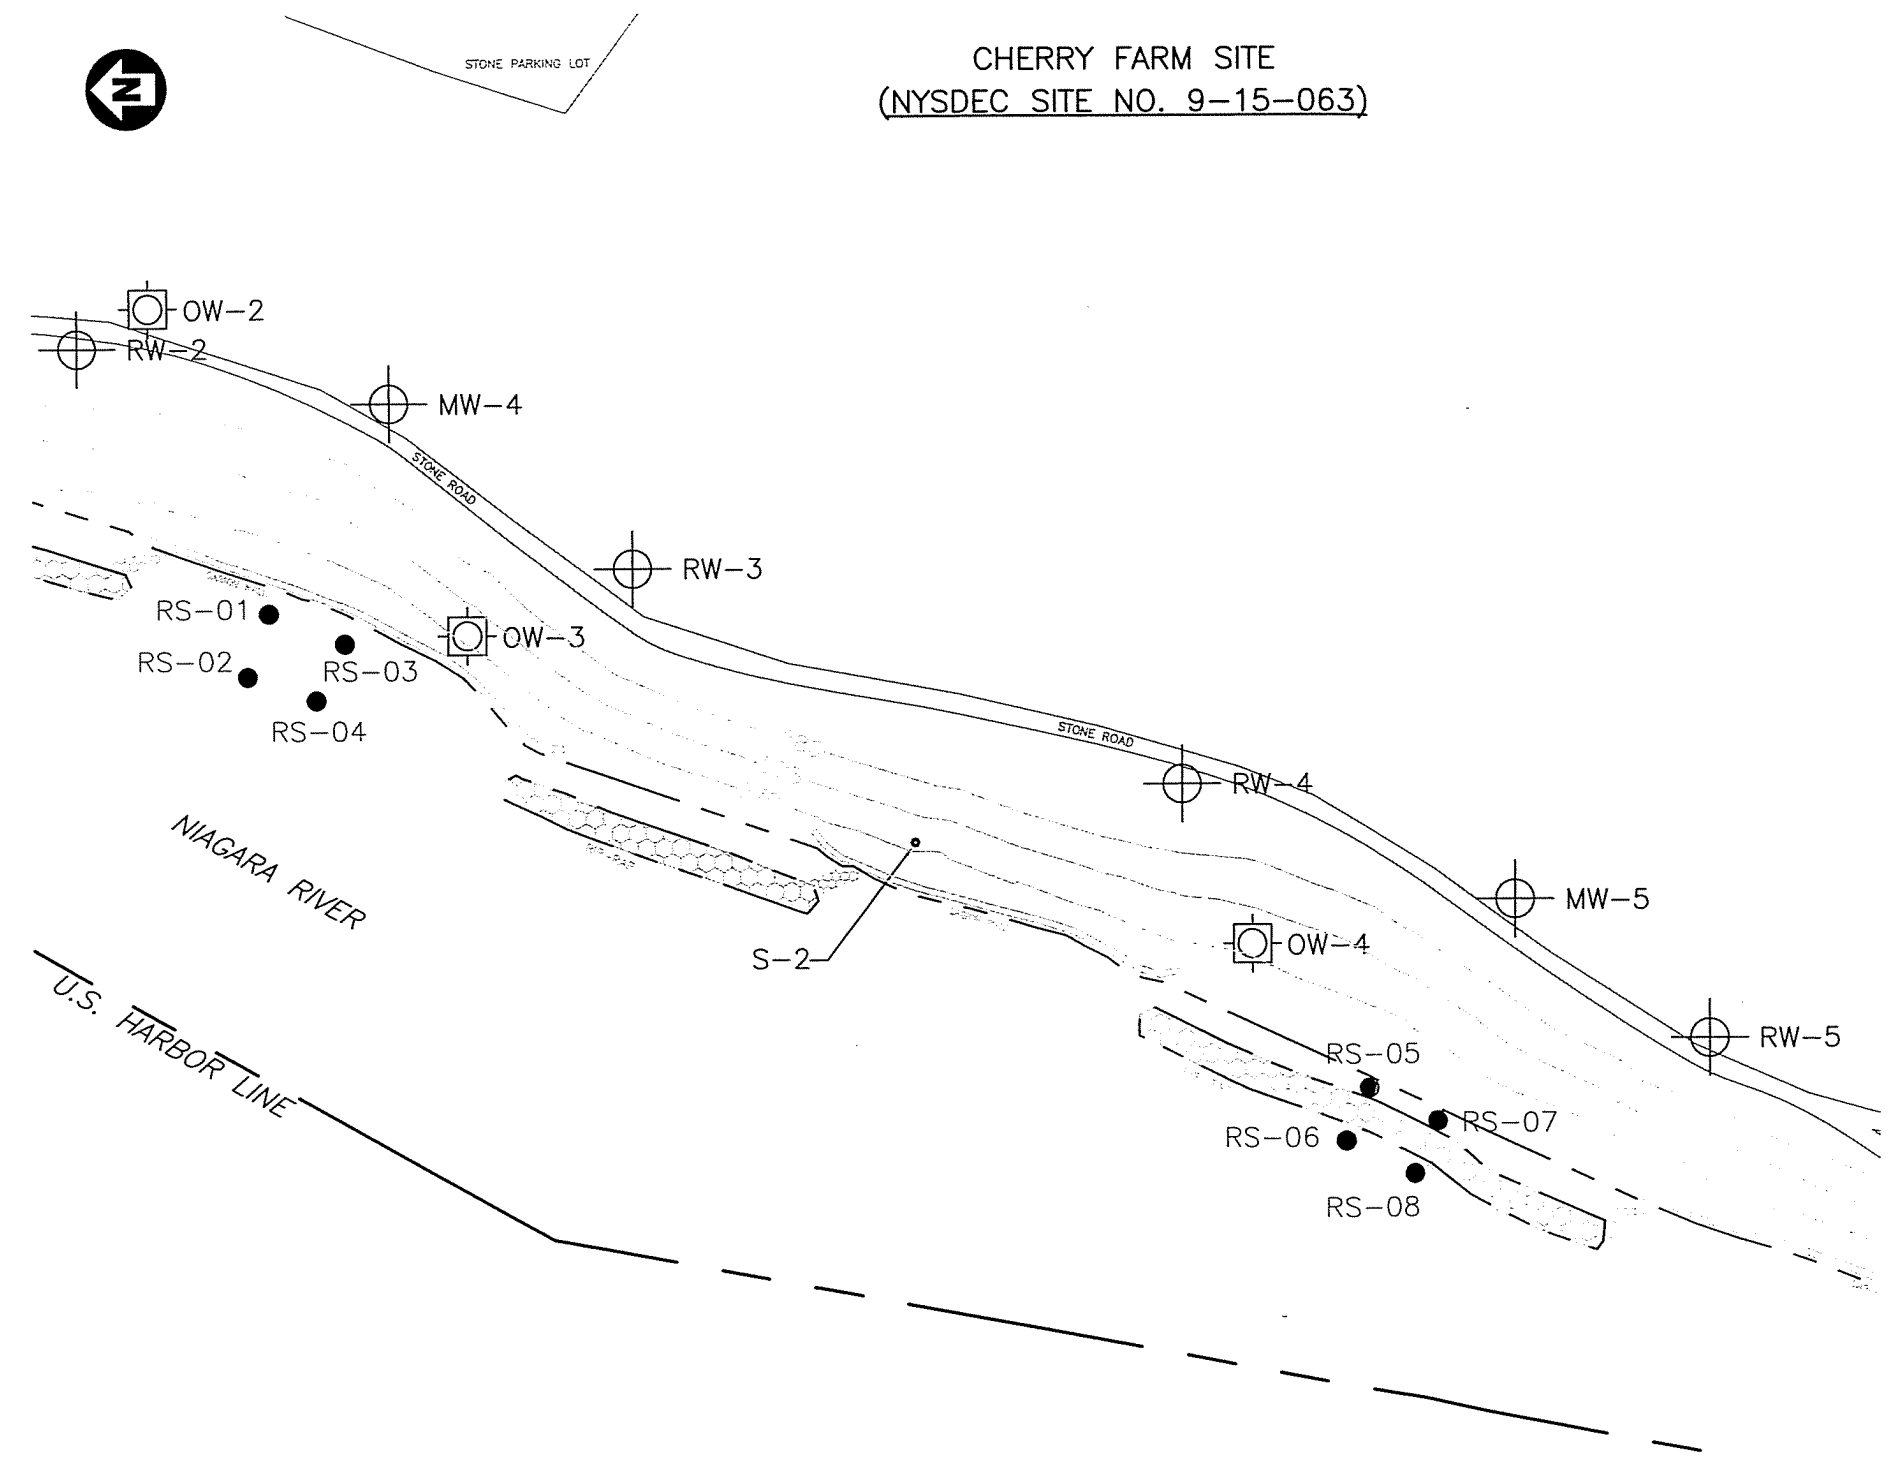 STONE PARKING LOT
CHERRY FARM SITE
(NYSDEC SITE NO. 9-15-063)
N
OW-2
RW-2
MW-4
STONE ROAD
RW-3
RS-01
OW-3
RS-02
RS-03
RS-04
STONE ROAD
RW-4
NIAGARA RIVER
RIP-RAP
MW-5
S-2
OW-4
U.S. HARBOR LINE
RW-5
RS-05
RS-07
RS-06
RS-08